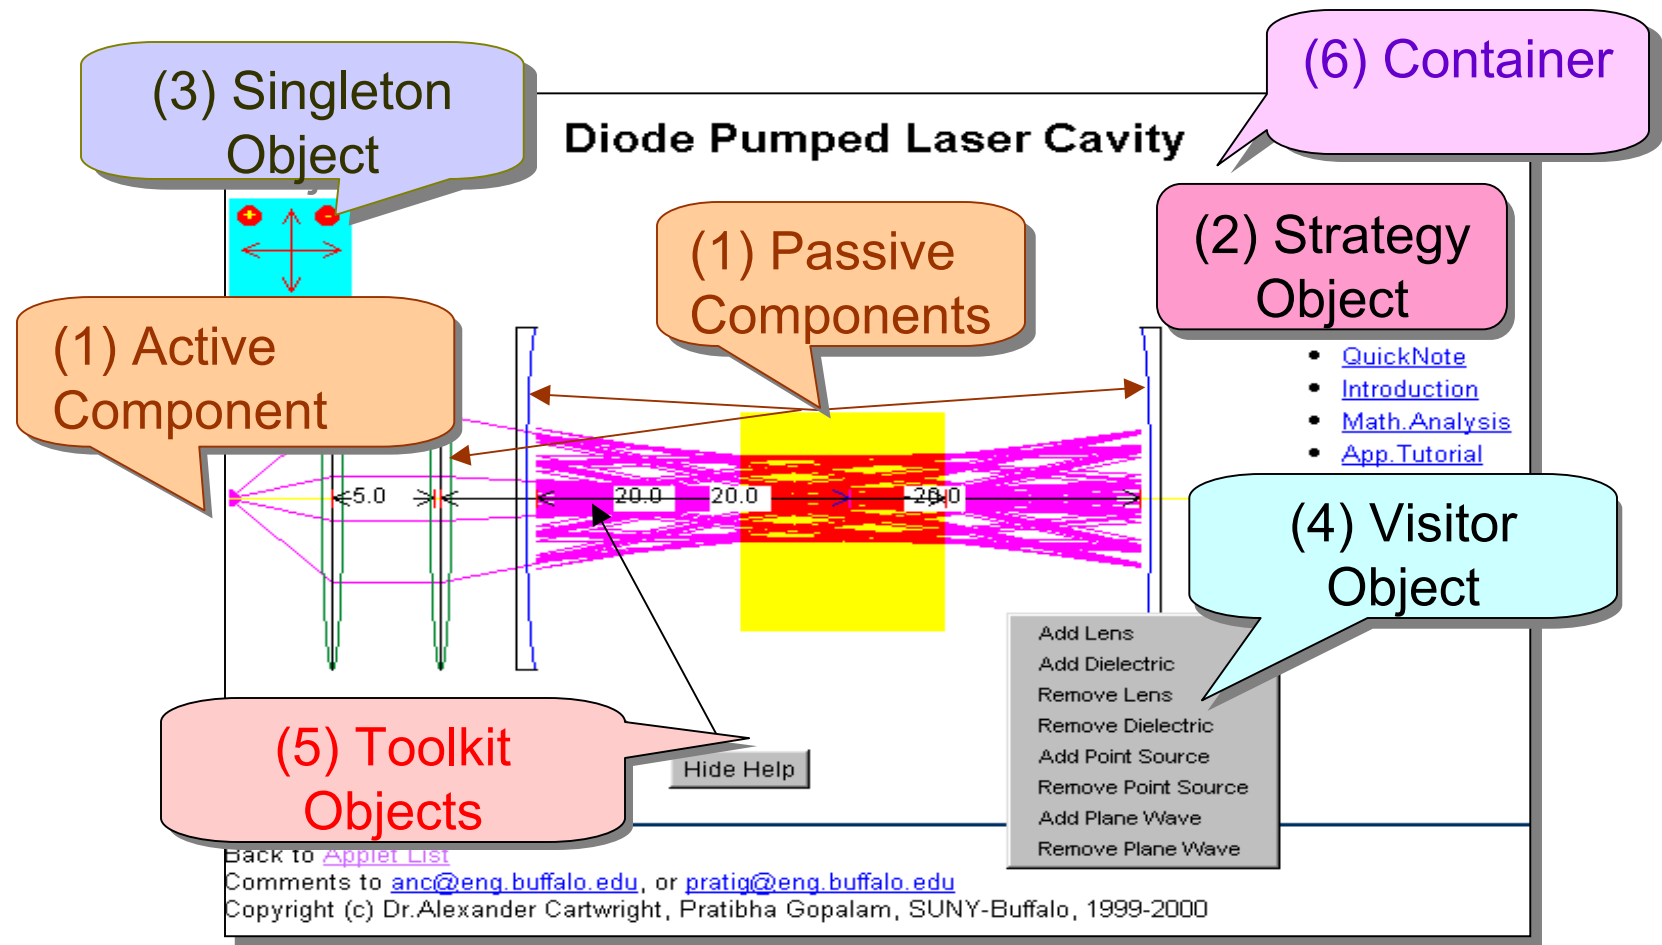 (6) Container
(3) Singleton
Object
Diode Pumped Laser Cavity
(2) Strategy
Object
(1) Passive
Components
(1) Active
Component
QuickNote
Introduction
Math.Analysis
App.Tutorial
5.0
20.0
20.0
-20.0
(4) Visitor
Object
Add Lens
Add Dielectric
Remove Lens
Remove Dielectric
Add Point Source
Remove Point Source
Add Plane Wave
Remove Plane Wave
(5) Toolkit
Objects
Hide Help
Back to Applet List
Comments to anc@eng.buffalo.edu, or pratig@eng.buffalo.edu
Copyright (c) Dr.Alexander Cartwright, Pratibha Gopalam, SUNY-Buffalo, 1999-2000